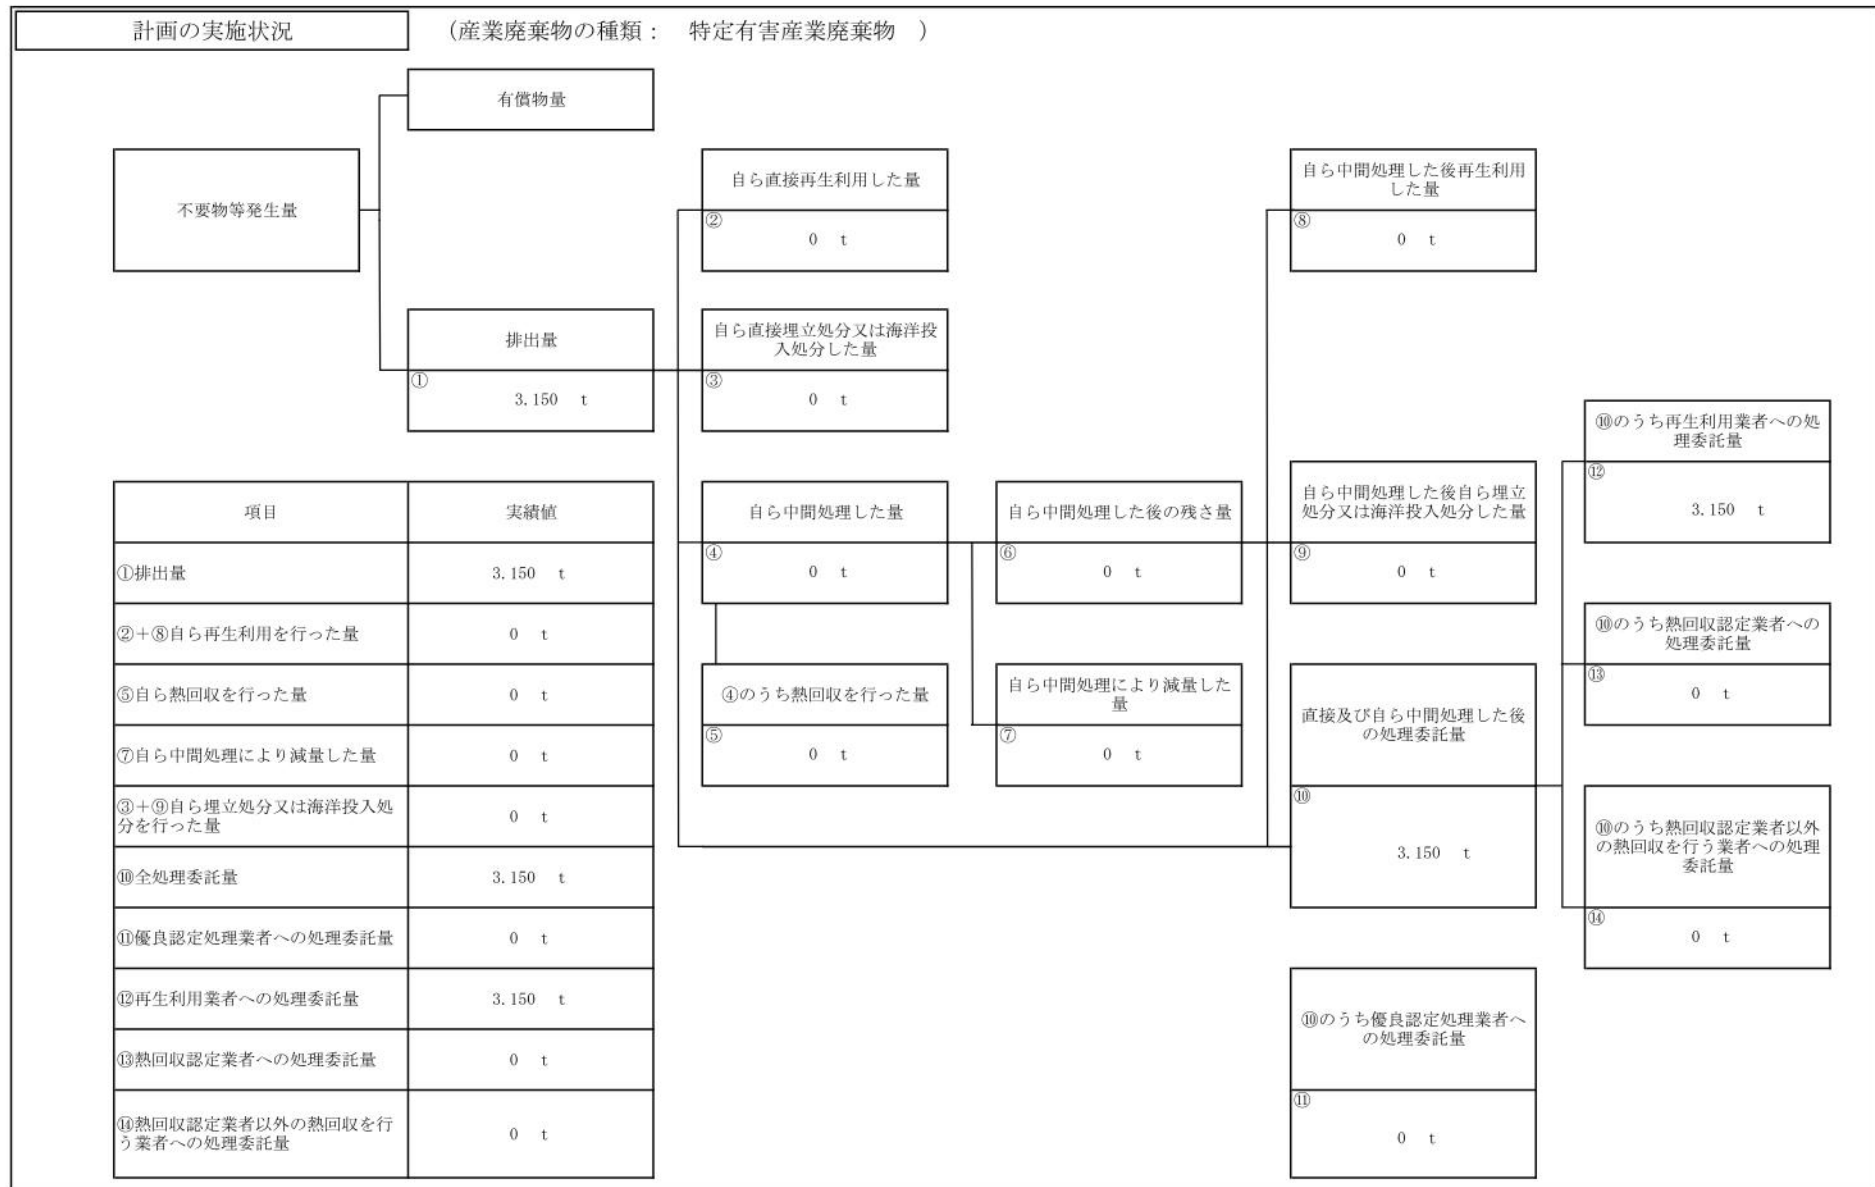 計画の実施状況
(産業廃棄物の種類： 特定有害産業廃棄物 )
有償物量
不要物等発生量
自ら直接再生利用した量
②
0 t
自ら中間処理した後再生利用
した量
⑧
0 t
排出量
①
3.150 t
自ら直接埋立処分又は海洋投
入処分した量
③
0 t
⑩のうち再生利用業者への処
理委託量
⑫
3.150 t
項目
実績値
①排出量
3.150 t
②＋⑧自ら再生利用を行った量
0 t
⑤自ら熱回収を行った量
0 t
⑦自ら中間処理により減量した量
0 t
③＋⑨自ら埋立処分又は海洋投入処
分を行った量
0 t
⑩全処理委託量
3.150 t
⑪優良認定処理業者への処理委託量
0 t
⑫再生利用業者への処理委託量
3.150 t
⑬熱回収認定業者への処理委託量
0 t
⑭熱回収認定業者以外の熱回収を行
う業者への処理委託量
0 t
自ら中間処理した量
④
0 t
自ら中間処理した後の残さ量
⑥
0 t
自ら中間処理した後自ら埋立
処分又は海洋投入処分した量
⑨
0 t
④のうち熱回収を行った量
⑤
0 t
自ら中間処理により減量した
量
⑦
0 t
直接及び自ら中間処理した後
の処理委託量
⑩
3.150 t
⑩のうち熱回収認定業者への
処理委託量
⑬
0 t
⑩のうち熱回収認定業者以外
の熱回収を行う業者への処理
委託量
⑭
0 t
⑩のうち優良認定処理業者へ
の処理委託量
⑪
0 t